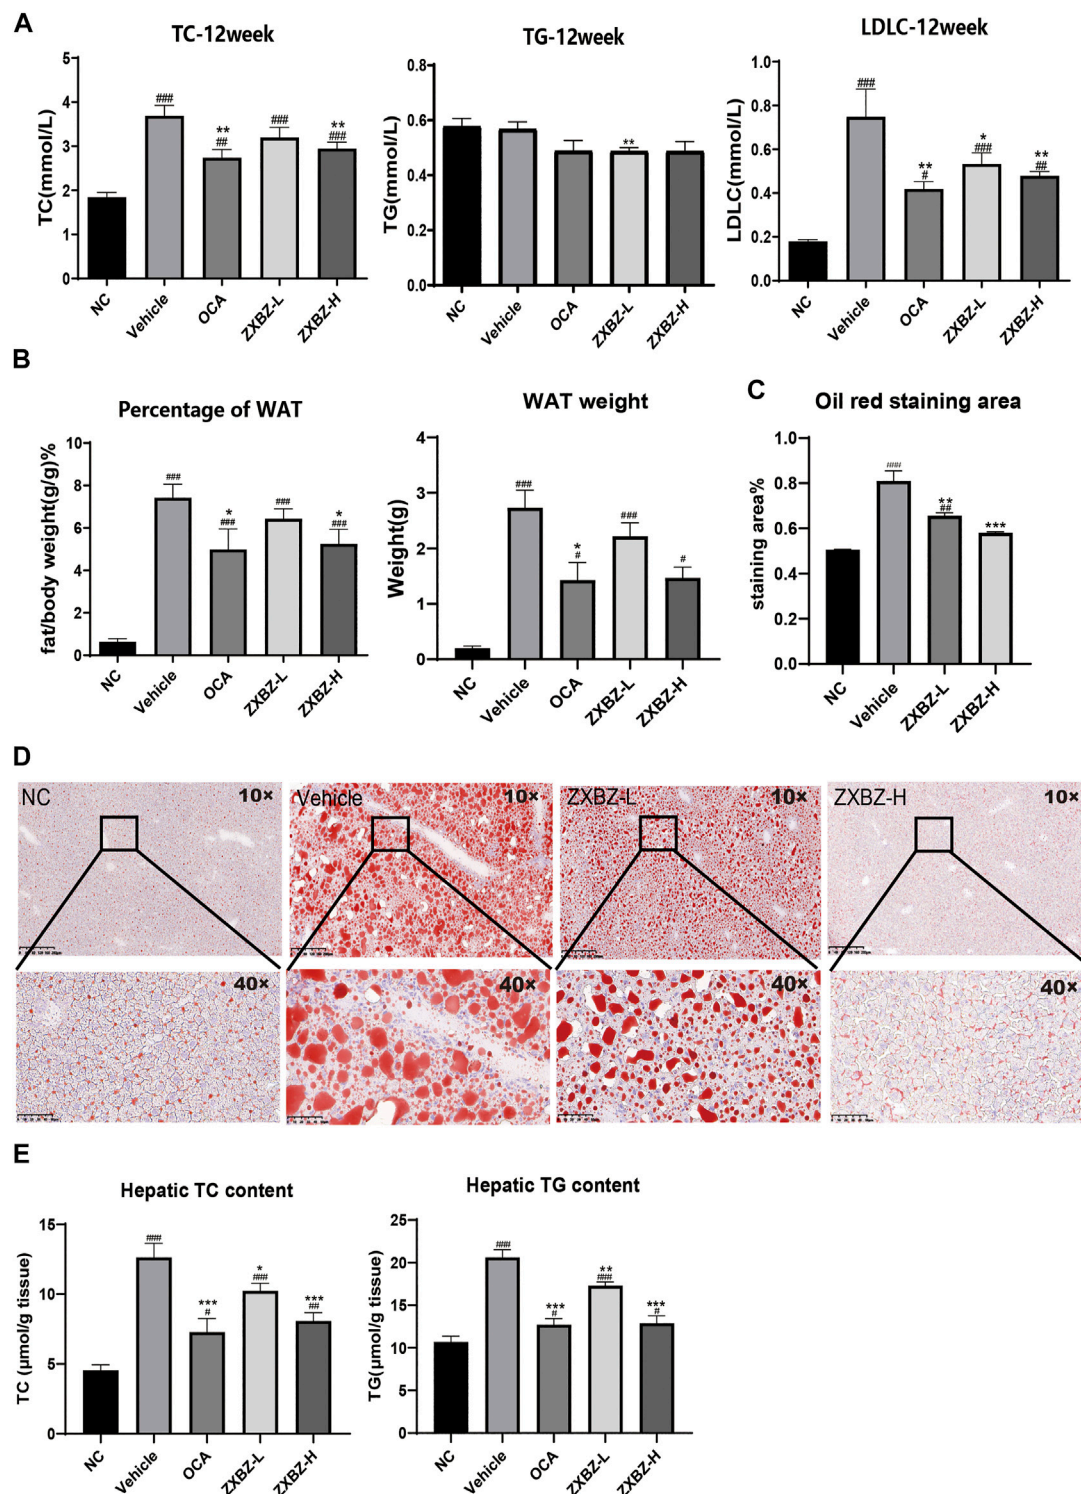 A
TC-12week
TG-12week
LDLC-12week
TC(mmol/L)
5
4
3
2
1
0
###
**
##
###
**
###
NC
Vehicle
OCA
ZXBZ-L
ZXBZ-H
TG(mmol/L)
0.8
0.6
0.4
0.2
0.0
**
NC
Vehicle
OCA
ZXBZ-L
ZXBZ-H
LDLC(mmol/L)
1.0
0.8
0.6
0.4
0.2
0.0
###
**
#
*
###
**
##
NC
Vehicle
OCA
ZXBZ-L
ZXBZ-H
B
Percentage of WAT
fat/body weight(g/g)%
10
8
6
4
2
0
###
*
###
###
*
###
NC
Vehicle
OCA
ZXBZ-L
ZXBZ-H
WAT weight
Weight(g)
4
3
2
1
0
###
*
#
###
#
NC
Vehicle
OCA
ZXBZ-L
ZXBZ-H
C
Oil red staining area
staining area%
1.0
0.8
0.6
0.4
0.2
0.0
###
**
##
***
NC
Vehicle
ZXBZ-L
ZXBZ-H
D
NC
10×
Vehicle
10×
ZXBZ-L
10×
ZXBZ-H
10×
40×
40×
40×
40×
E
Hepatic TC content
TC (μmol/g tissue)
15
10
5
0
###
***
#
*
###
***
##
NC
Vehicle
OCA
ZXBZ-L
ZXBZ-H
Hepatic TG content
TG(μmol/g tissue)
25
20
15
10
5
0
###
***
#
**
###
***
#
NC
Vehicle
OCA
ZXBZ-L
ZXBZ-H